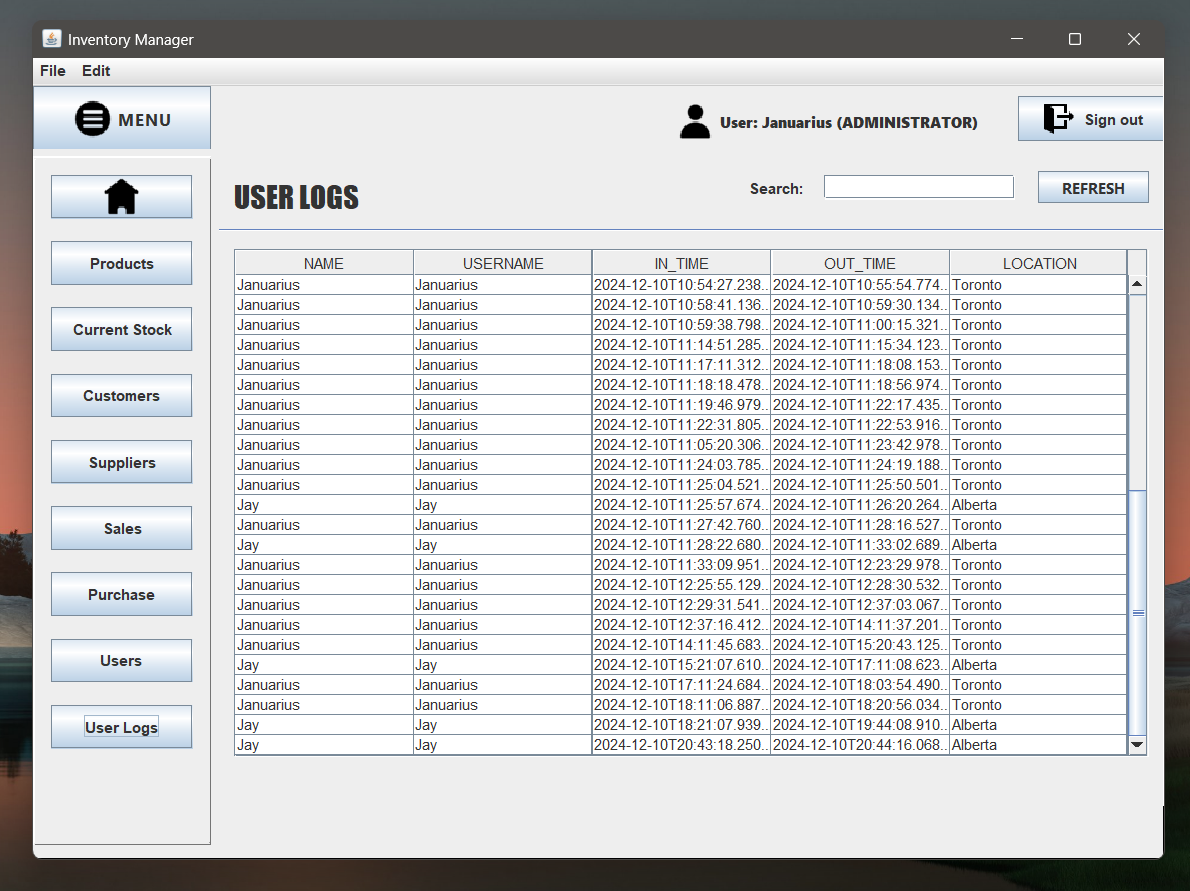 Inventory Manager
File Edit
MENU
User: Januarius (ADMINISTRATOR)
Sign out
USER LOGS
Search:
REFRESH
Products
Current Stock
Customers
Suppliers
Sales
Purchase
Users
User Logs
NAME USERNAME IN_TIME OUT_TIME LOCATION
Januarius Januarius 2024-12-10T10:54:27.238.. 2024-12-10T10:55:54.774.. Toronto
Januarius Januarius 2024-12-10T10:58:41.136.. 2024-12-10T10:59:30.134.. Toronto
Januarius Januarius 2024-12-10T10:59:38.798.. 2024-12-10T11:00:15.321.. Toronto
Januarius Januarius 2024-12-10T11:14:51.285.. 2024-12-10T11:15:34.123.. Toronto
Januarius Januarius 2024-12-10T11:17:11.312.. 2024-12-10T11:18:08.153.. Toronto
Januarius Januarius 2024-12-10T11:18:18.478.. 2024-12-10T11:18:56.974.. Toronto
Januarius Januarius 2024-12-10T11:19:46.979.. 2024-12-10T11:22:17.435.. Toronto
Januarius Januarius 2024-12-10T11:22:31.805.. 2024-12-10T11:22:53.916.. Toronto
Januarius Januarius 2024-12-10T11:05:20.306.. 2024-12-10T11:23:42.978.. Toronto
Januarius Januarius 2024-12-10T11:24:03.785.. 2024-12-10T11:24:19.188.. Toronto
Januarius Januarius 2024-12-10T11:25:04.521.. 2024-12-10T11:25:50.501.. Toronto
Jay Jay 2024-12-10T11:25:57.674.. 2024-12-10T11:26:20.264.. Alberta
Januarius Januarius 2024-12-10T11:27:42.760.. 2024-12-10T11:28:16.527.. Toronto
Jay Jay 2024-12-10T11:28:22.680.. 2024-12-10T11:33:02.689.. Alberta
Januarius Januarius 2024-12-10T11:33:09.951.. 2024-12-10T12:23:29.978.. Toronto
Januarius Januarius 2024-12-10T12:25:55.129.. 2024-12-10T12:28:30.532.. Toronto
Januarius Januarius 2024-12-10T12:29:31.541.. 2024-12-10T12:37:03.067.. Toronto
Januarius Januarius 2024-12-10T12:37:16.412.. 2024-12-10T14:11:37.201.. Toronto
Januarius Januarius 2024-12-10T14:11:45.683.. 2024-12-10T15:20:43.125.. Toronto
Jay Jay 2024-12-10T15:21:07.610.. 2024-12-10T17:11:08.623.. Alberta
Januarius Januarius 2024-12-10T17:11:24.684.. 2024-12-10T18:03:54.490.. Toronto
Januarius Januarius 2024-12-10T18:11:06.887.. 2024-12-10T18:20:56.034.. Toronto
Jay Jay 2024-12-10T18:21:07.939.. 2024-12-10T19:44:08.910.. Alberta
Jay Jay 2024-12-10T20:43:18.250.. 2024-12-10T20:44:16.068.. Alberta